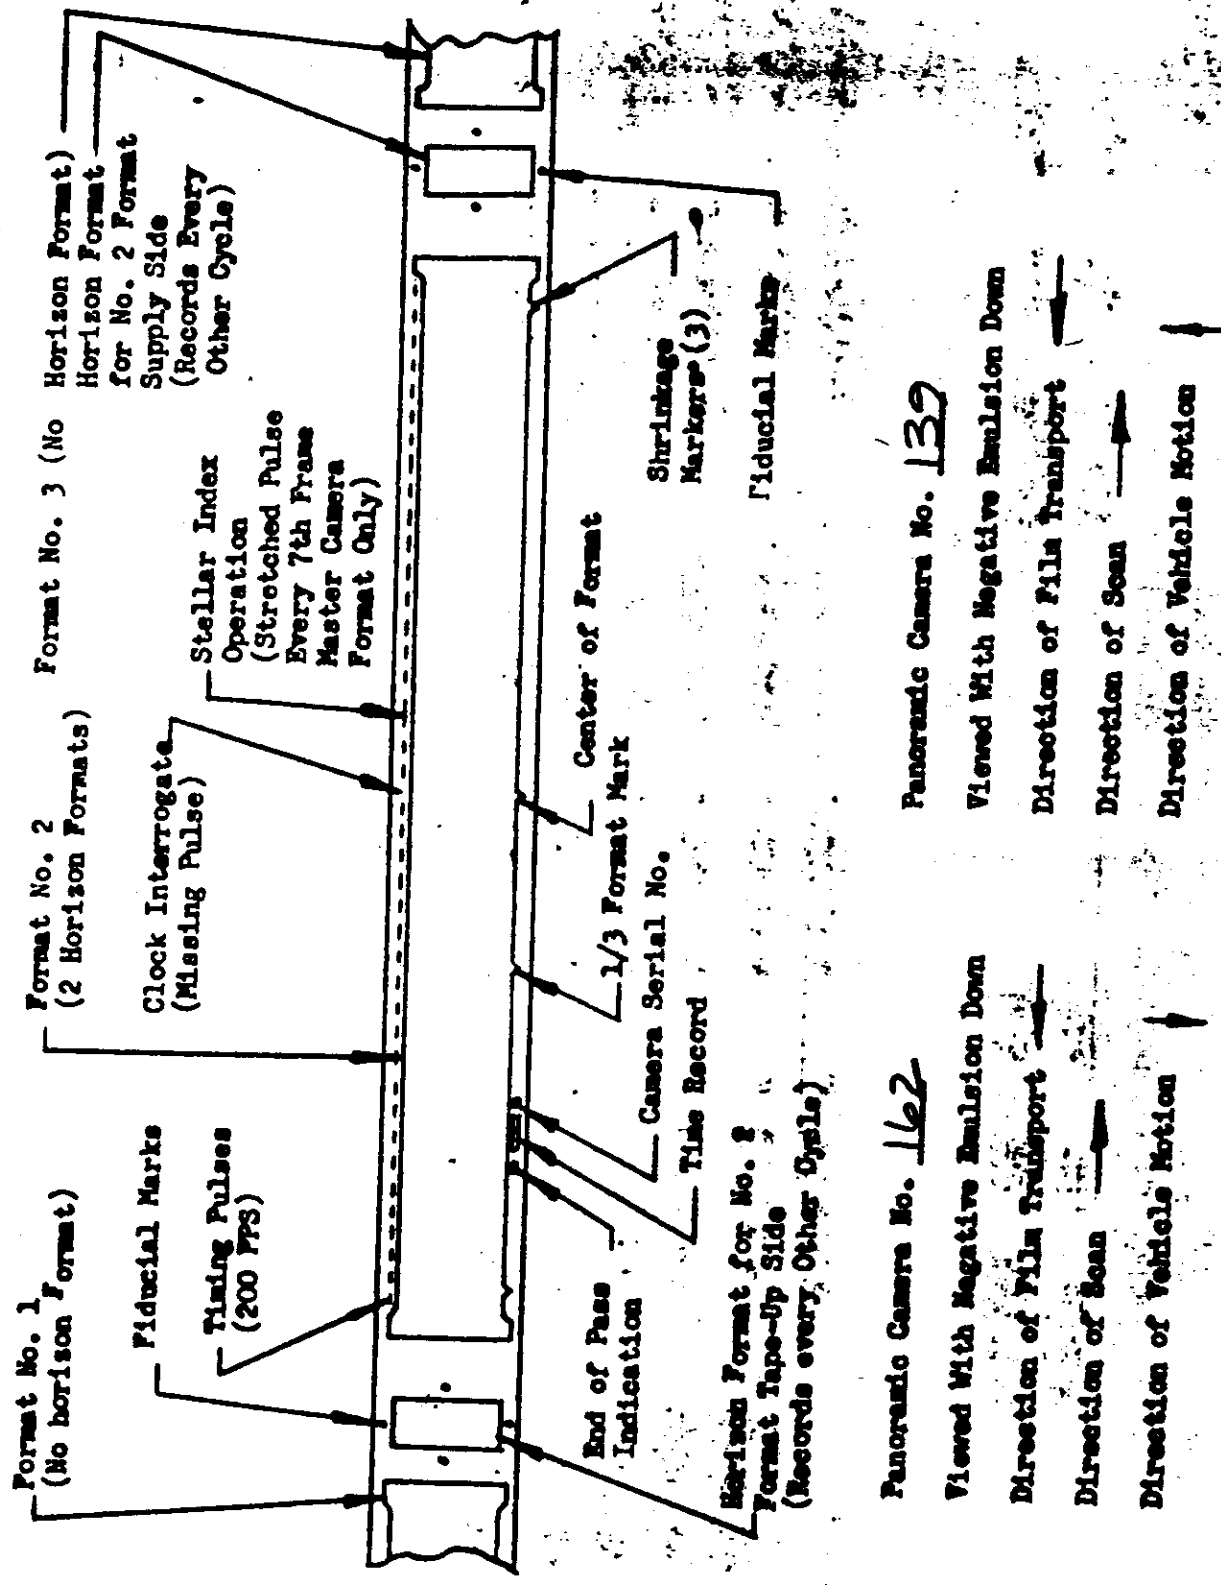 Format No. 1
(No horizon Format)
Fiducial Marks
Timing Pulses
(200 PPS)
Format No. 2
(2 Horizon Formats)
Clock Interrogate
(Missing Pulse)
Format No. 3 (No Horizon Format)
Horizon Format
for No. 2 Format
Supply Side
(Records Every
Other Cycle)
Stellar Index
Operation
(Stretched Pulse
Every 7th Frame
Master Camera
Format Only)
End of Pass
Indication
Horizon Format for No. 2
Format Tape-Up Side
(Records every Other Cycle)
Time Record
Camera Serial No.
1/3 Format Mark
Center of Format
Shrinkage
Markers (3)
Fiducial Marks
Panoramic Camera No. 162
Viewed With Negative Emulsion Down
Direction of Film Transport
Direction of Scan
Direction of Vehicle Motion
Panoramic Camera No. 139
Viewed With Negative Emulsion Down
Direction of Film Transport
Direction of Scan
Direction of Vehicle Motion